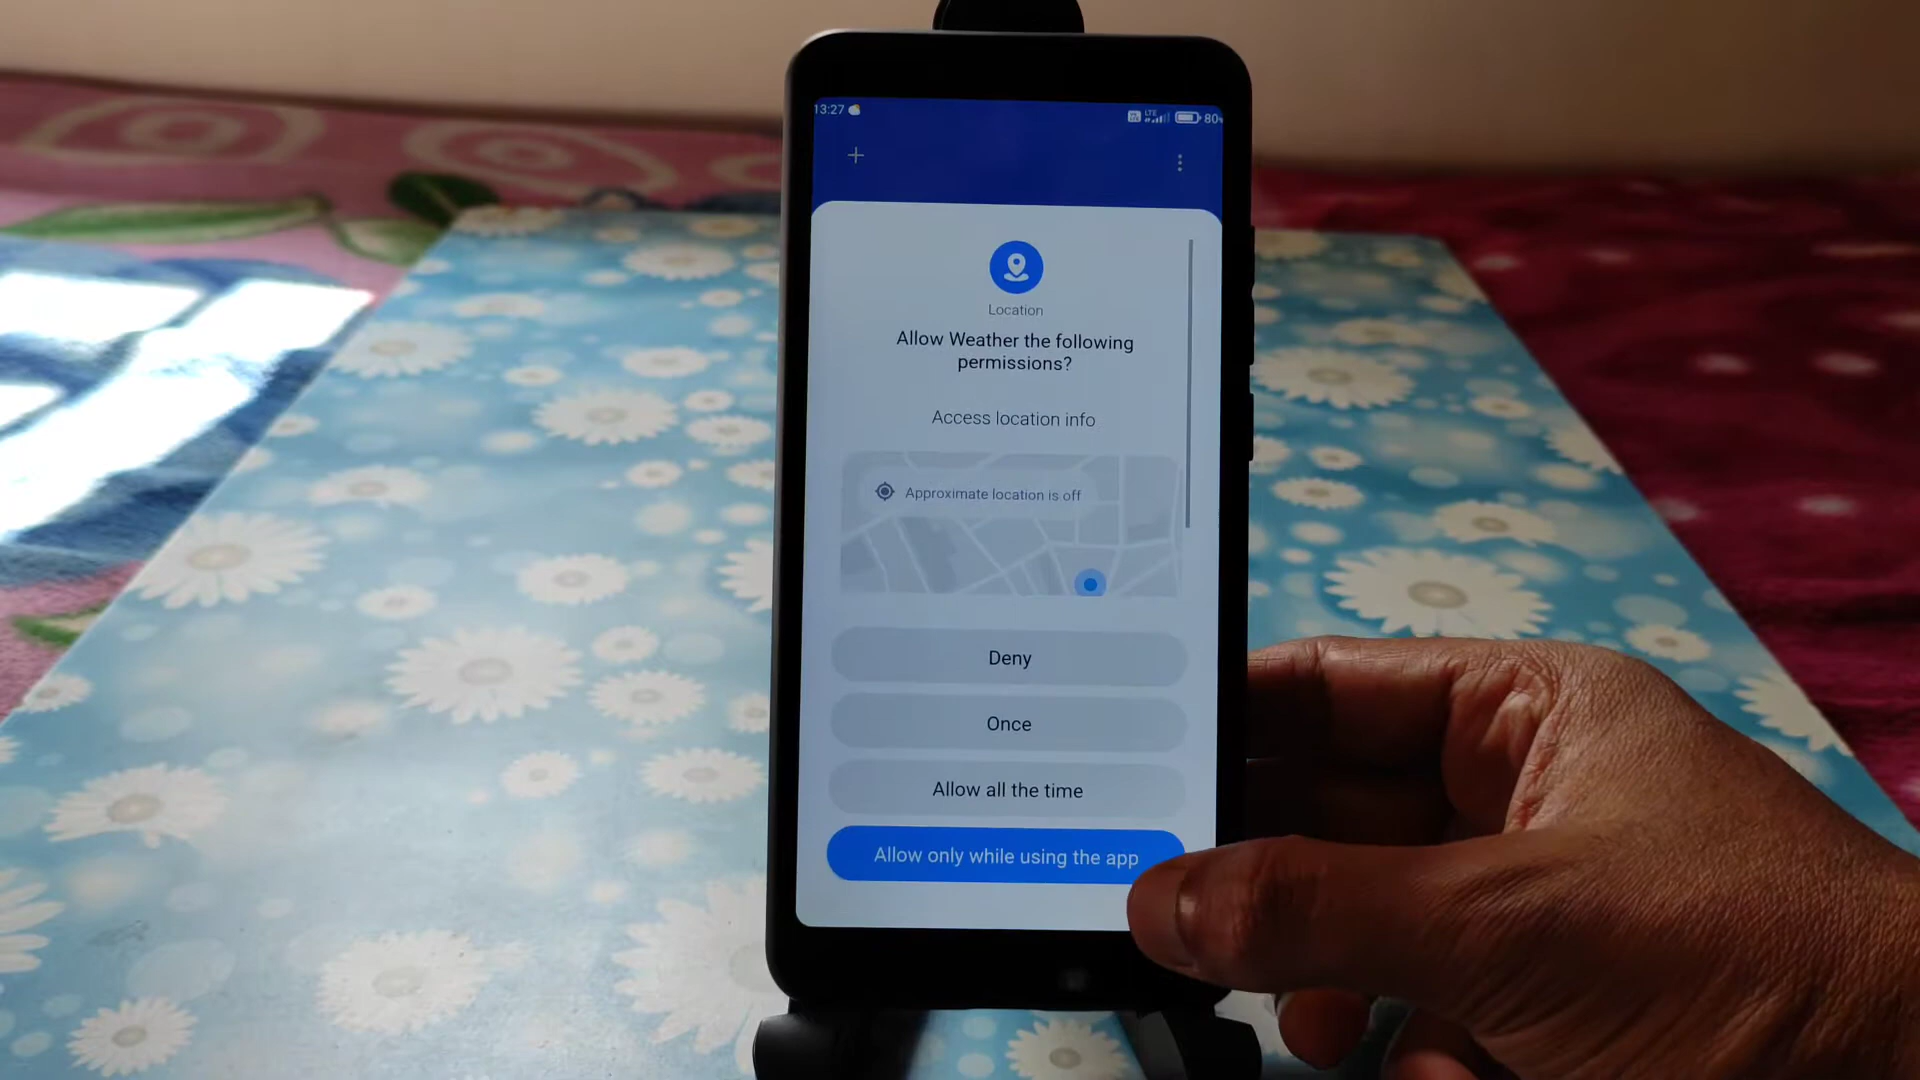 13:27
LTE
80%
Location
Allow Weather the following
permissions?
Access location info
Approximate location is off
Deny
Once
Allow all the time
Allow only while using the app